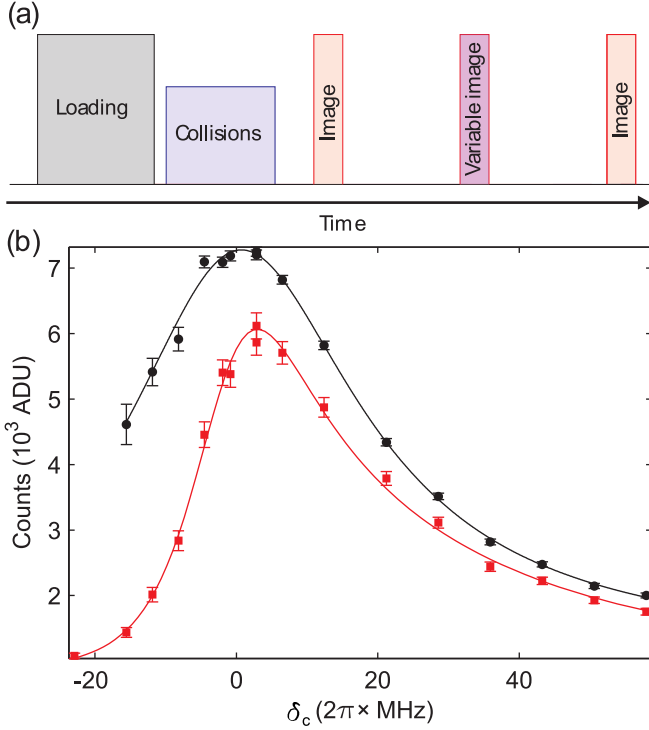 (a)
Loading
Collisions
Image
Variable image
Image
Time
(b)
7
6
5
4
3
2
Counts (10³ ADU)
-20 0 20 40
δc (2π× MHz)